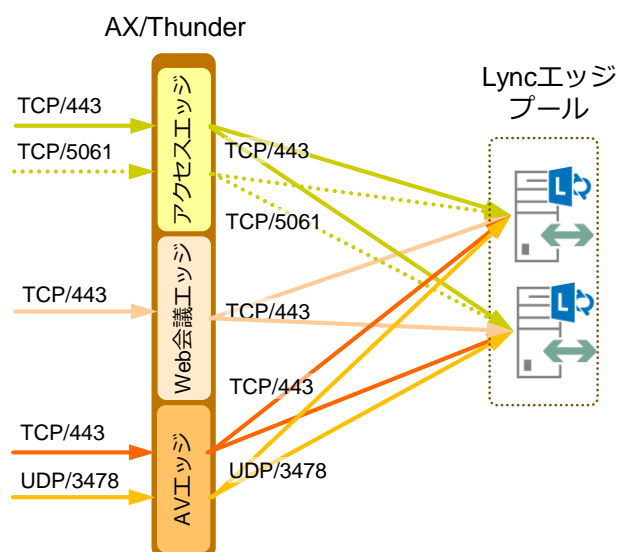 AX/Thunder
Lyncエッジ
プール
TCP/443
TCP/5061
アクセスエッジ
TCP/443
TCP/5061
TCP/443
Web会議エッジ
TCP/443
TCP/443
TCP/443
UDP/3478
AVエッジ
UDP/3478
L
L